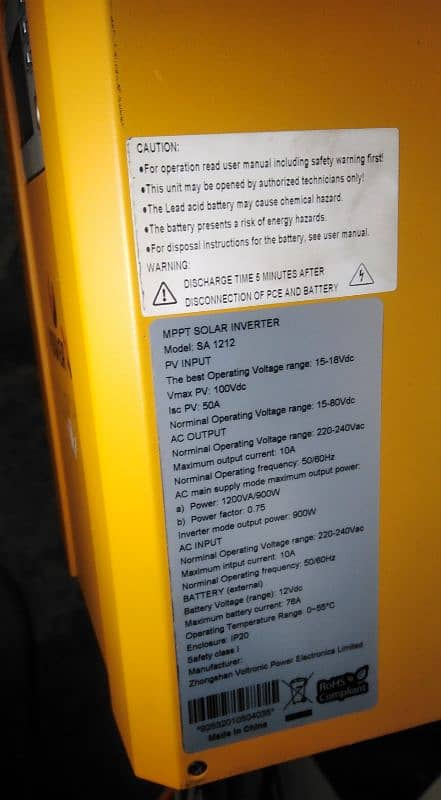 CAUTION:
•For operation read user manual including safety warning first!
•This unit may be opened by authorized technicians only!
•The Lead acid battery may cause chemical hazard.
•The battery presents a risk of energy hazards.
•For disposal instructions for the battery, see user manual.
WARNING:
DISCHARGE TIME 5 MINUTES AFTER
DISCONNECTION OF PCE AND BATTERY
MPPT SOLAR INVERTER
Model: SA 1212
PV INPUT
The best Operating Voltage range: 15-18Vdc
Vmax PV: 100Vdc
Isc PV: 50A
Norminal Operating Voltage range: 15-80Vdc
AC OUTPUT
Norminal Operating Voltage range: 220-240Vac
Maximum output current: 10A
Norminal Operating frequency: 50/60Hz
AC main supply mode maximum output power:
a) Power: 1200VA/900W
b) Power factor: 0.75
Inverter mode output power: 900W
AC INPUT
Norminal Operating Voltage range: 220-240Vac
Maximum intput current: 10A
Norminal Operating frequency: 50/60Hz
BATTERY (external)
Battery Voltage (range): 12Vdc
Maximum battery current: 76A
Operating Temperature Range: 0~55°C
Enclosure: IP20
Safety class:I
Manufacturer:
Zhongshan Voltronic Power Electronics Limited
RoHS
Compliant
*92632010504035*
Made in China